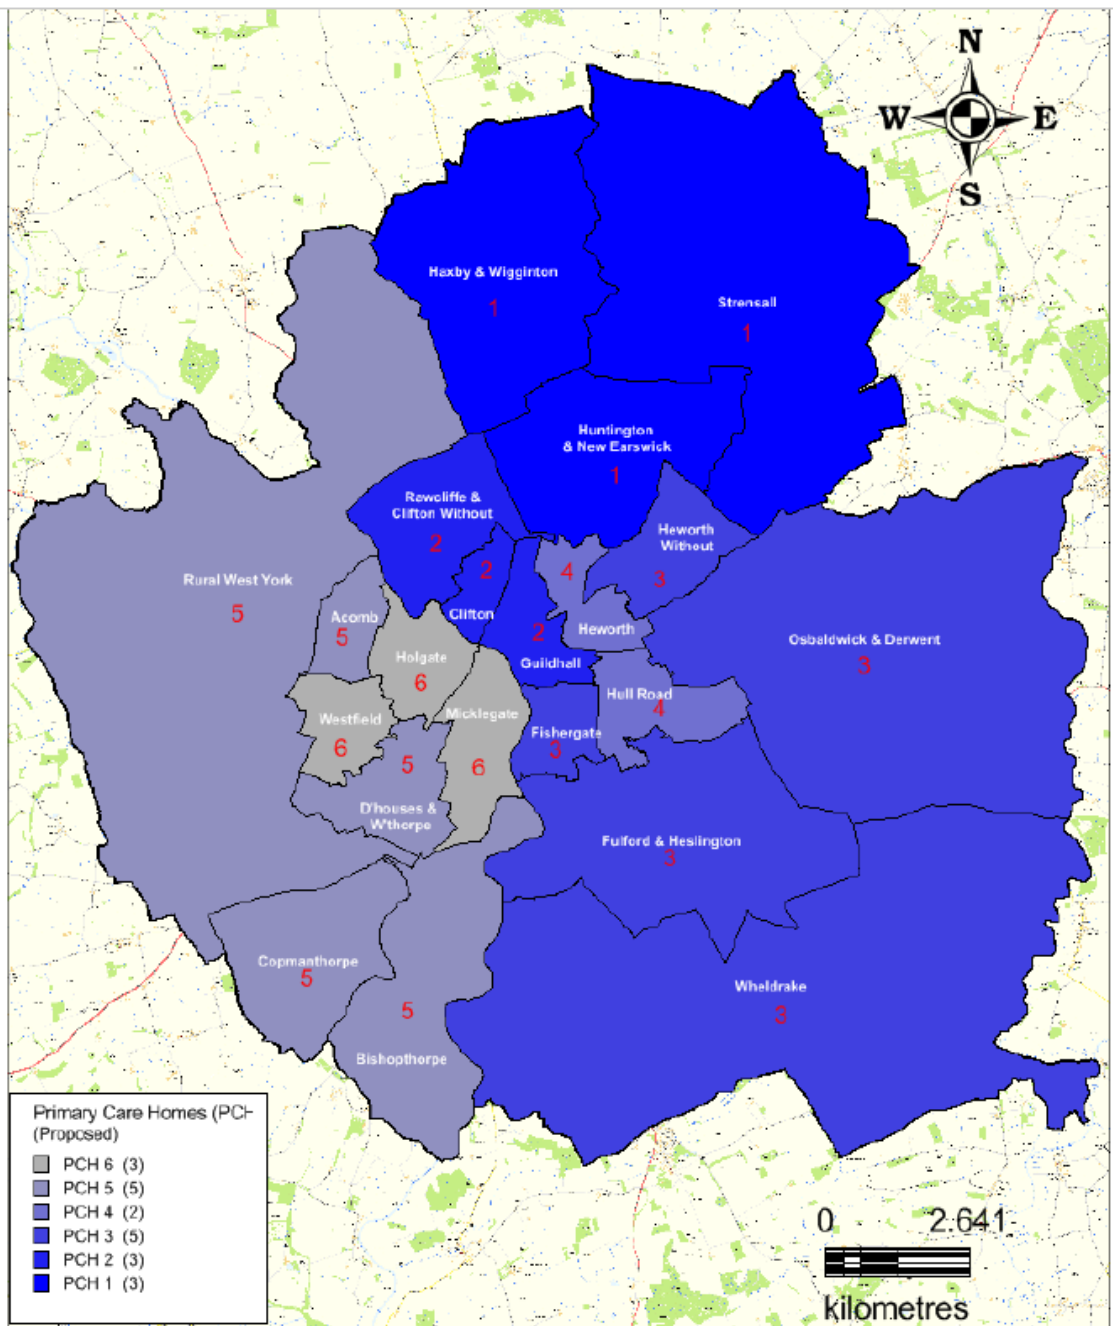 N
W E
S
Haxby & Wigginton
1
Strensall
1
Huntington
& New Earswick
1
Rawcliffe &
Clifton Without
2
Heworth
Without
3
2
Clifton
4
Heworth
Rural West York
5
Acomb
5
2
Guildhall
Osbaldwick & Derwent
3
Holgate
6
Hull Road
4
Westfield
6
Micklegate
6
Fishergate
3
5
D'houses &
W'thorpe
Fulford & Heslington
3
Copmanthorpe
5
5
Bishopthorpe
Wheldrake
3
Primary Care Homes (PCH
(Proposed)
PCH 6 (3)
PCH 5 (5)
PCH 4 (2)
PCH 3 (5)
PCH 2 (3)
PCH 1 (3)
0 2.641
kilometres